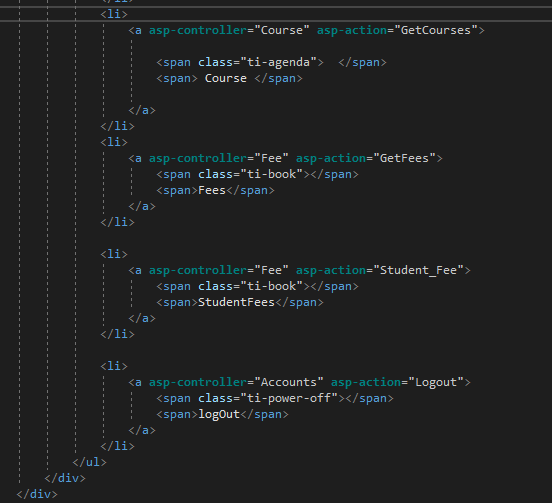 <li>
<a asp-controller="Course" asp-action="GetCourses">
<span class="ti-agenda">  </span>
<span> Course </span>
</a>
</li>
<li>
<a asp-controller="Fee" asp-action="GetFees">
<span class="ti-book"></span>
<span>Fees</span>
</a>
</li>
<li>
<a asp-controller="Fee" asp-action="Student_Fee">
<span class="ti-book"></span>
<span>StudentFees</span>
</a>
</li>
<li>
<a asp-controller="Accounts" asp-action="Logout">
<span class="ti-power-off"></span>
<span>logOut</span>
</a>
</li>
</ul>
</div>
</div>